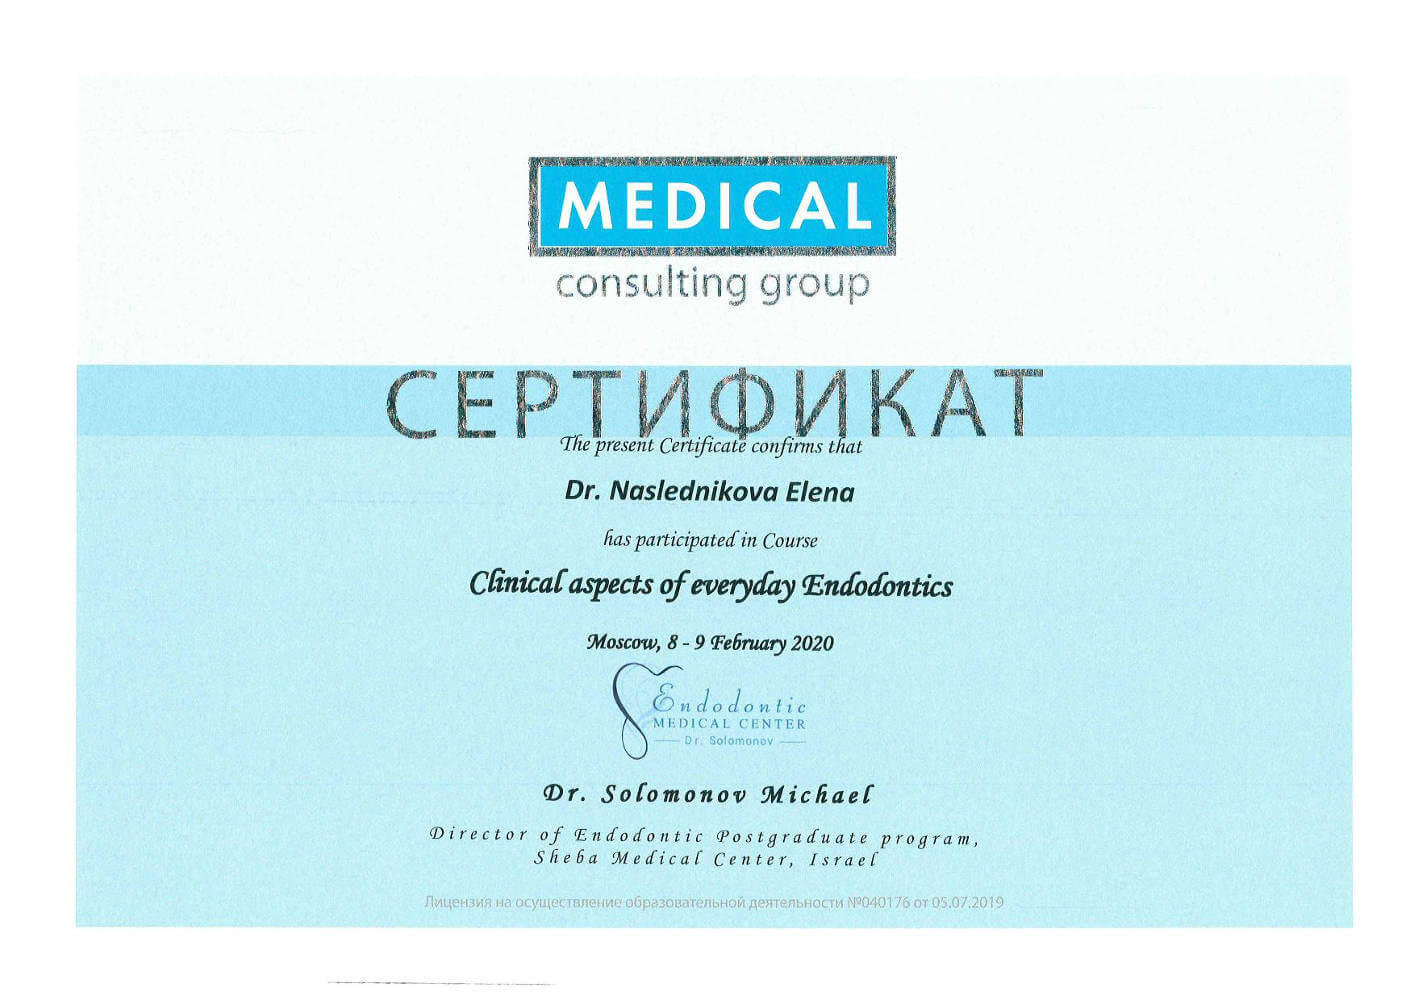 MEDICAL
consulting group
СЕРТИФИКАТ
The present Certificate confirms that
Dr. Naslednikova Elena
has participated in Course
Clinical aspects of everyday Endodontics
Moscow, 8 - 9 February 2020
Endodontic
MEDICAL CENTER
Dr. Solomonov
Dr. Solomonov Michael
Director of Endodontic Postgraduate program,
Sheba Medical Center, Israel
Лицензия на осуществление образовательной деятельности №040176 от 05.07.2019